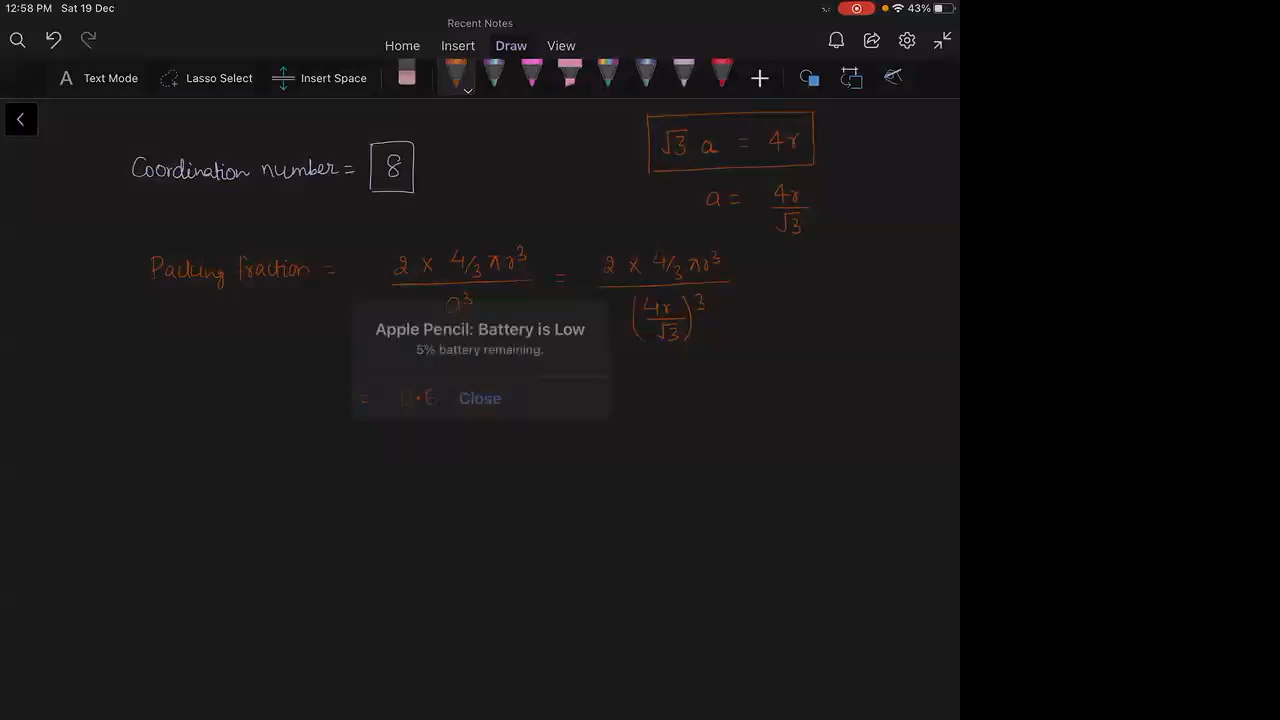 12:58 PM Sat 19 Dec
43%
Recent Notes
Home Insert Draw View
Text Mode Lasso Select Insert Space
√3 a = 4r
Coordination number = 8
a = 4r/√3
Packing fraction = 2 × 4/3 πr³ / a³ = 2 × 4/3 πr³ / (4r/√3)³
Apple Pencil: Battery is Low
5% battery remaining.
= 0.6
Close